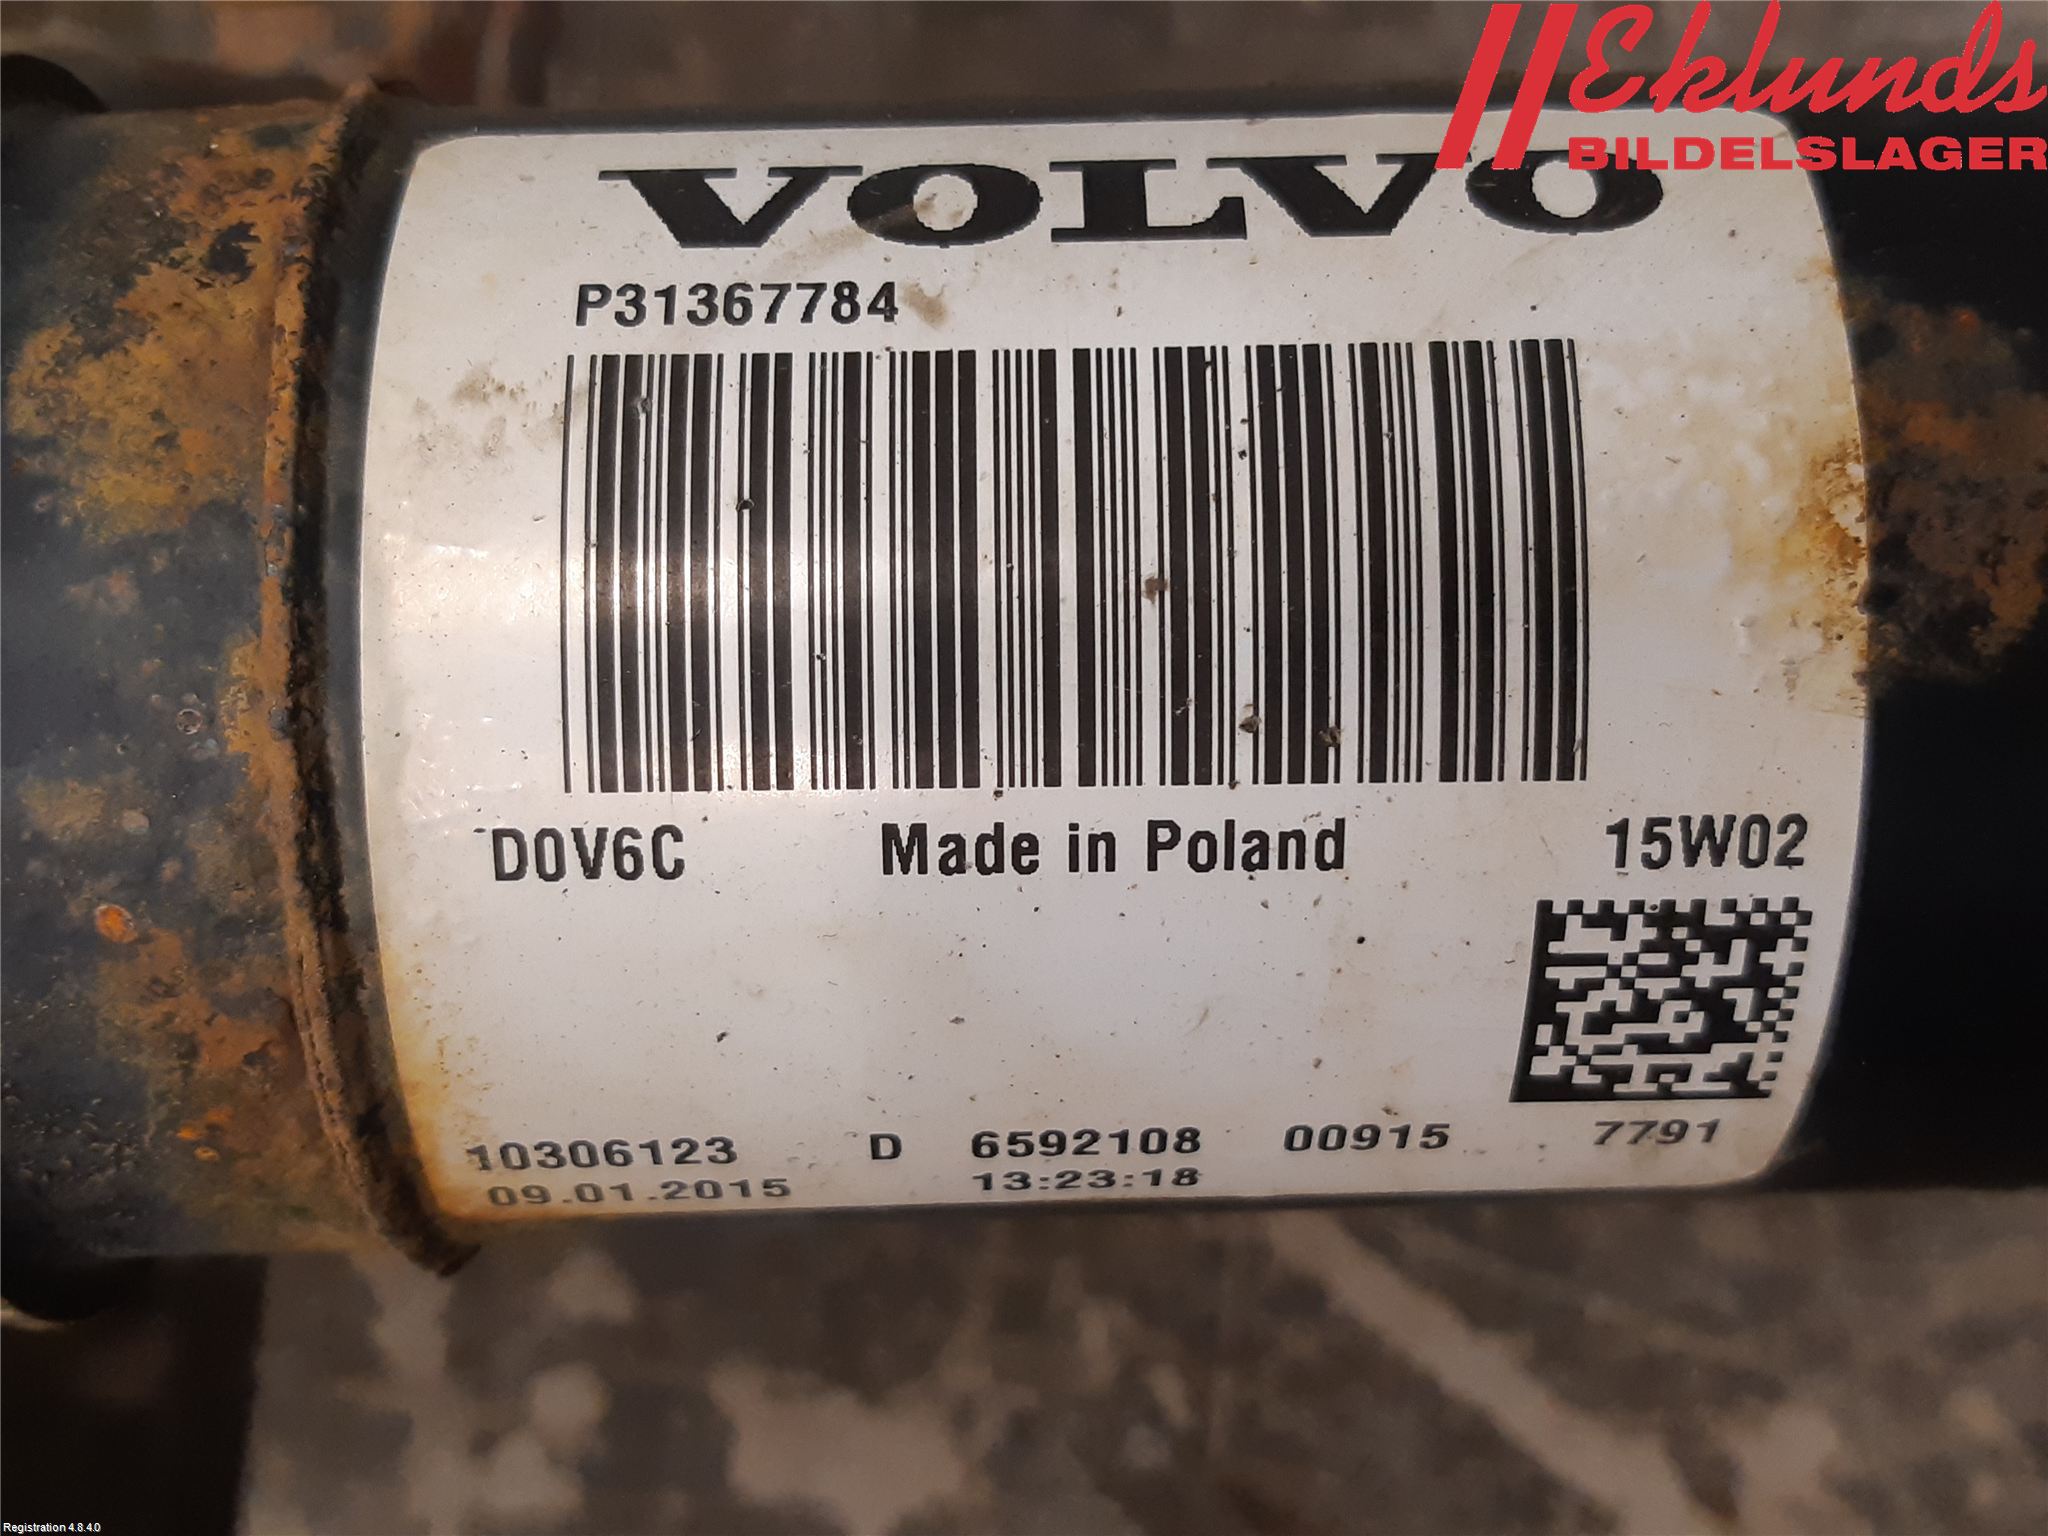 Eklunds
BILDELSLAGER
VOLVO
P31367784
D0V6C Made in Poland 15W02
10306123 D 6592108 00915 7791
09.01.2015 13:23:18
Registration 4.8.4.0